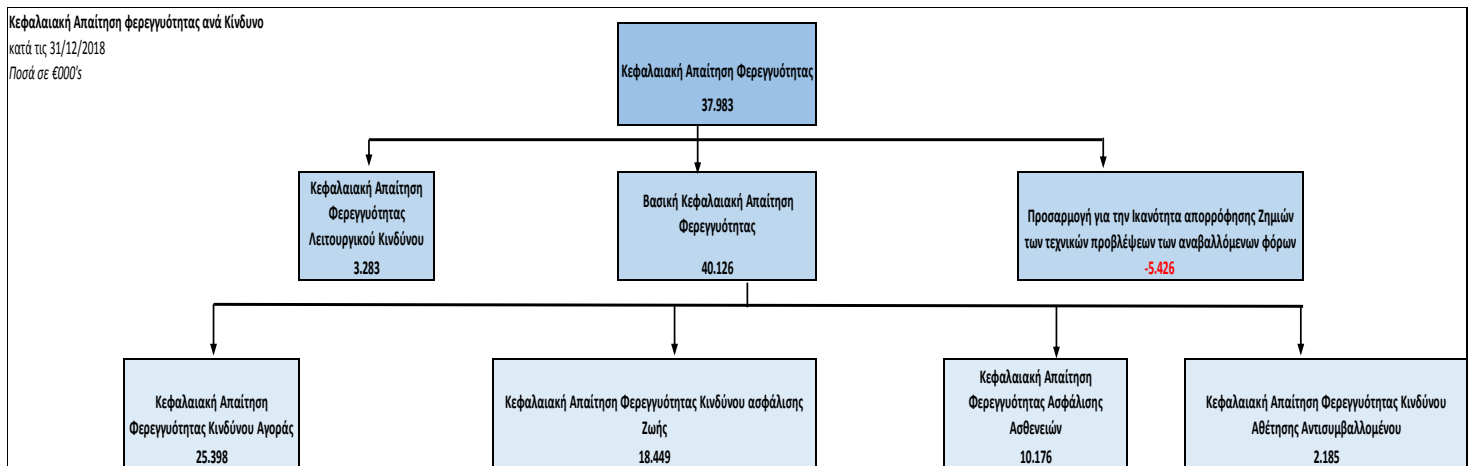 Κεφαλαιακή Απαίτηση φερεγγυότητας ανά Κίνδυνο
κατά τις 31/12/2018
Ποσά σε €000's
Κεφαλαιακή Απαίτηση Φερεγγυότητας
37.983
Κεφαλαιακή Απαίτηση
Φερεγγυότητας
Λειτουργικού Κινδύνου
3.283
Βασική Κεφαλαιακή Απαίτηση
Φερεγγυότητας
40.126
Προσαρμογή για την Ικανότητα απορρόφησης Ζημιών
των τεχνικών προβλέψεων των αναβαλλόμενων φόρων
-5.426
Κεφαλαιακή Απαίτηση
Φερεγγυότητας Κινδύνου Αγοράς
25.398
Κεφαλαιακή Απαίτηση Φερεγγυότητας Κινδύνου ασφάλισης
Ζωής
18.449
Κεφαλαιακή Απαίτηση
Φερεγγυότητας Ασφάλισης
Ασθενειών
10.176
Κεφαλαιακή Απαίτηση Φερεγγυότητας Κινδύνου
Αθέτησης Αντισυμβαλλομένου
2.185